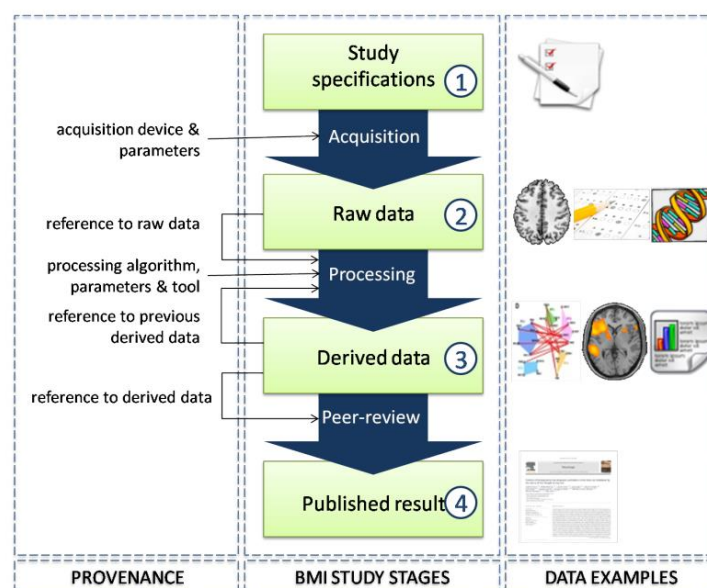 Study
specifications
1
acquisition device &
parameters
Acquisition
Raw data
2
reference to raw data
processing algorithm,
parameters & tool
Processing
reference to previous
derived data
Derived data
3
reference to derived data
Peer-review
Published result
4
PROVENANCE
BMI STUDY STAGES
DATA EXAMPLES